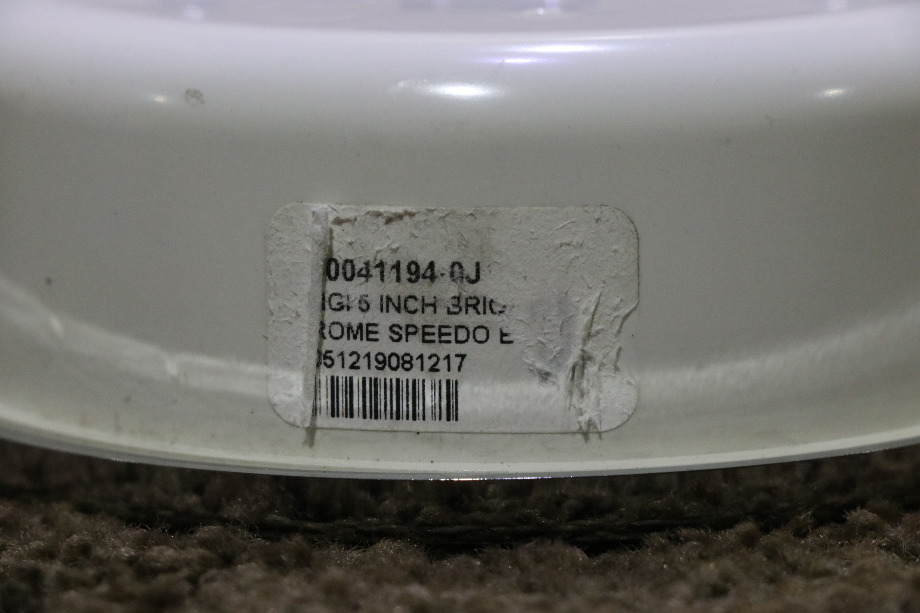 0041194-0J
IGI 5 INCH BRIG
ROME SPEEDO E
051219081217